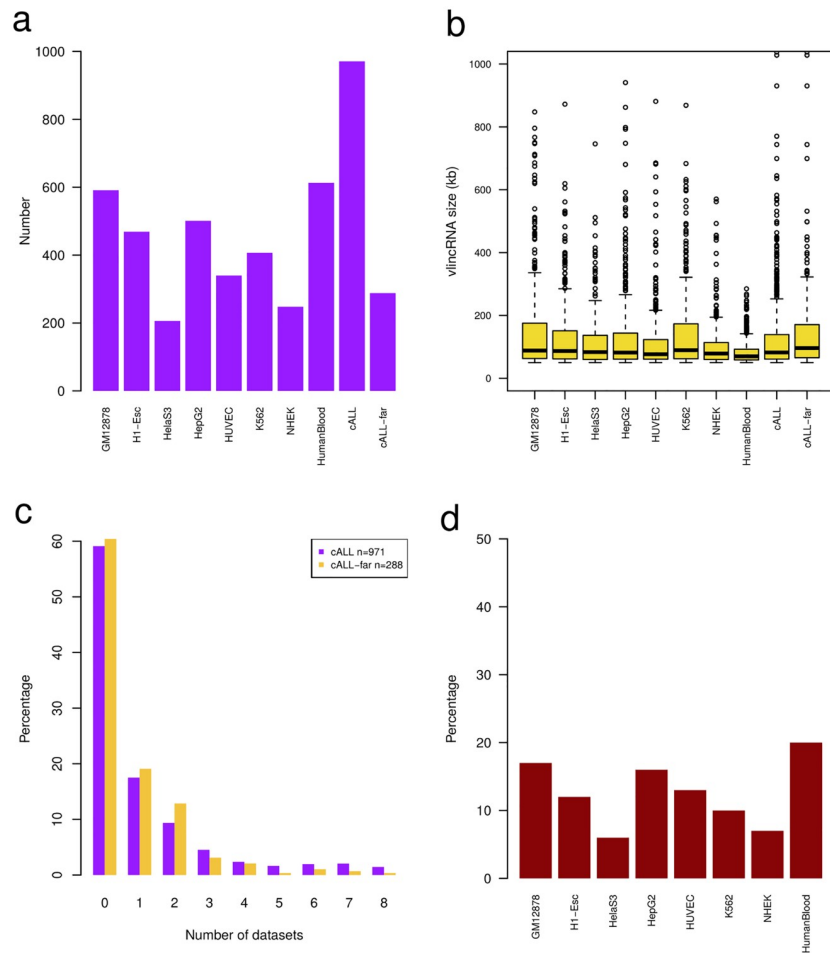 a
Number
1000
800
600
400
200
0
GM12878
H1−Esc
HelaS3
HepG2
HUVEC
K562
NHEK
HumanBlood
cALL
cALL−far
b
vlincRNA size (kb)
1000
800
600
400
200
0
GM12878
H1−Esc
HelaS3
HepG2
HUVEC
K562
NHEK
HumanBlood
cALL
cALL−far
c
Percentage
60
50
40
30
20
10
0
cALL n=971
cALL−far n=288
0 1 2 3 4 5 6 7 8
Number of datasets
d
Percentage
50
40
30
20
10
0
GM12878
H1−Esc
HelaS3
HepG2
HUVEC
K562
NHEK
HumanBlood